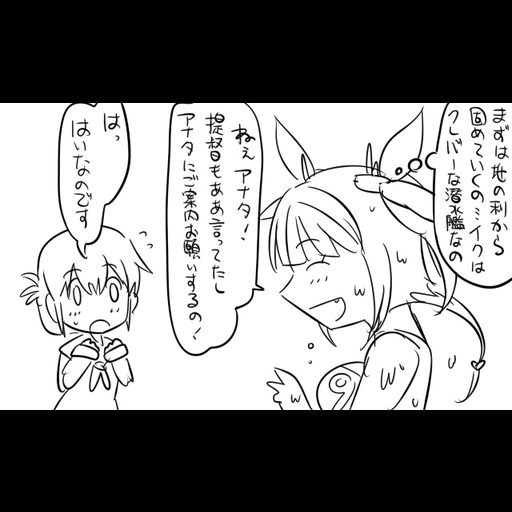 まずは地の利から
固めていくの…イクは
クレバーな潜水艦なの
ねぇ アナタ!
提督もああ言ってたし
アナタにご案内お願いするの!
はっ
はいなのです
9